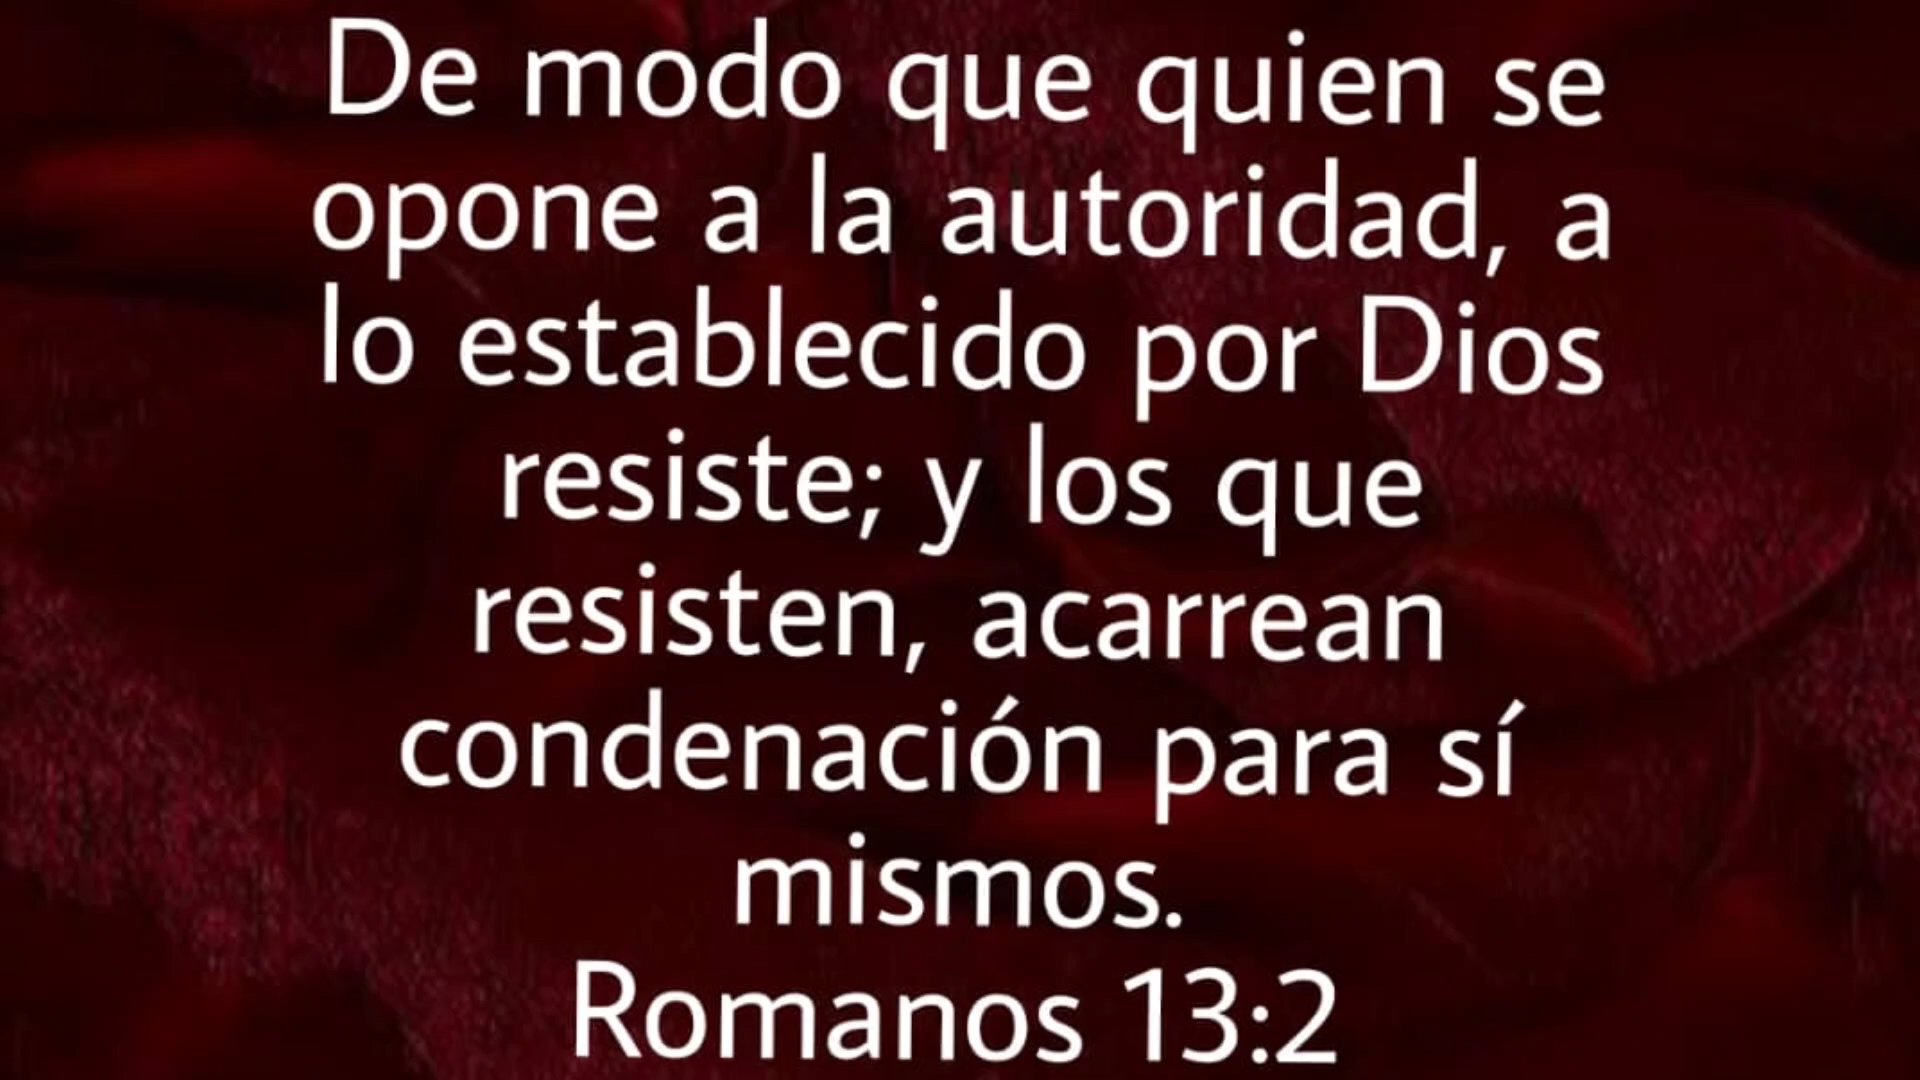 De modo que quien se
opone a la autoridad, a
lo establecido por Dios
resiste; y los que
resisten, acarrean
condenación para sí
mismos.
Romanos 13:2